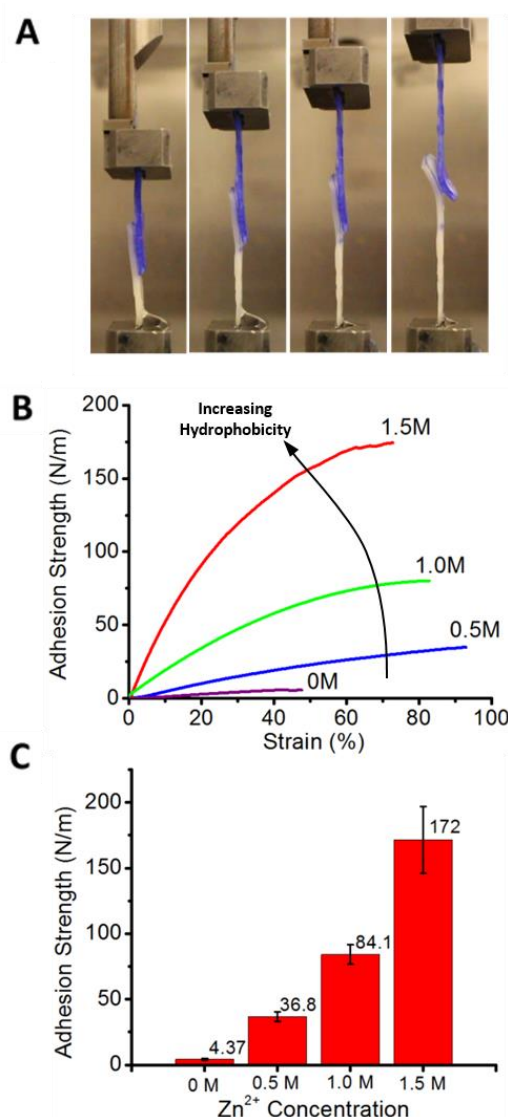 A
B
200
150
100
50
0
Adhesion Strength (N/m)
Increasing
Hydrophobicity
1.5M
1.0M
0.5M
0M
0 20 40 60 80 100
Strain (%)
C
200
150
100
50
0
Adhesion Strength (N/m)
4.37
36.8
84.1
172
0 M 0.5 M 1.0 M 1.5 M
Zn²⁺ Concentration